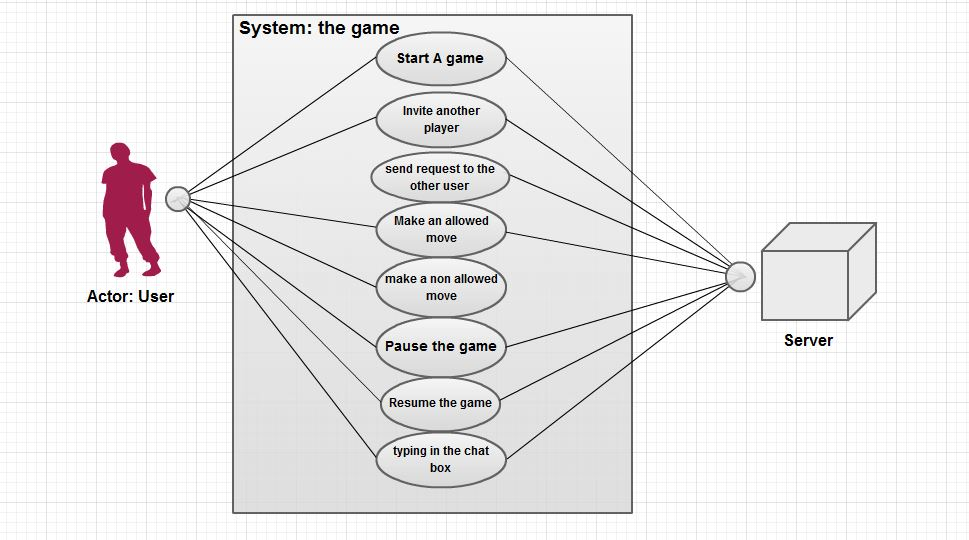 System: the game
Start A game
Invite another
player
send request to the
other user
Make an allowed
move
make a non allowed
move
Pause the game
Resume the game
typing in the chat
box
Actor: User
Server